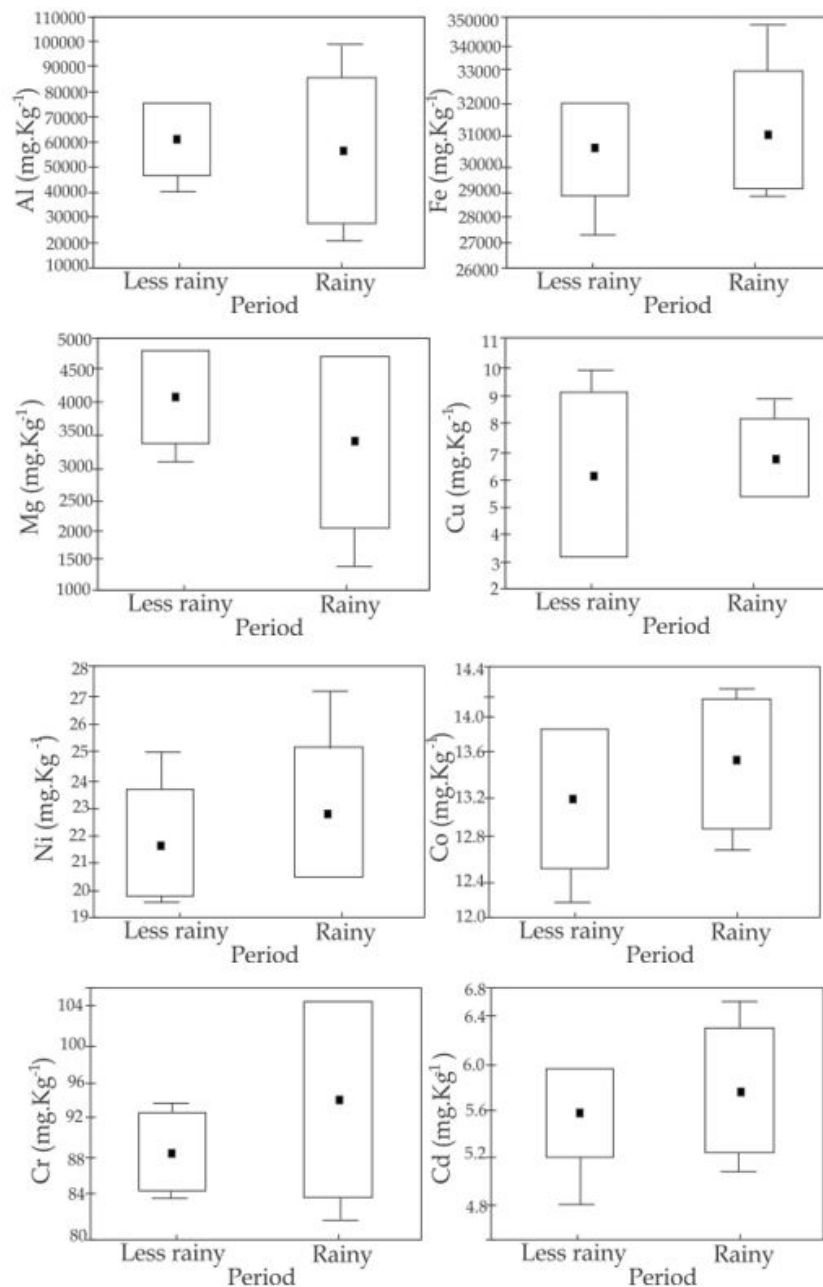 110000
100000
90000
80000
70000
60000
50000
40000
30000
20000
10000
Al (mg.Kg-1)
Less rainy
Rainy
Period
350000
340000
33000
32000
31000
30000
29000
28000
27000
26000
Fe (mg.Kg-1)
Less rainy
Rainy
Period
5000
4500
4000
3500
3000
2500
2000
1500
1000
Mg (mg.Kg-1)
Less rainy
Rainy
Period
11
10
9
8
7
6
5
4
3
2
Cu (mg.Kg-1)
Less rainy
Rainy
Period
28
27
26
25
24
23
22
21
20
19
Ni (mg.Kg-1)
Less rainy
Rainy
Period
14.4
14.0
13.6
13.2
12.8
12.4
12.0
Co (mg.Kg-1)
Less rainy
Rainy
Period
104
100
96
92
88
84
80
Cr (mg.Kg-1)
Less rainy
Rainy
Period
6.8
6.4
6.0
5.6
5.2
4.8
Cd (mg.Kg1)
Less rainy
Rainy
Period